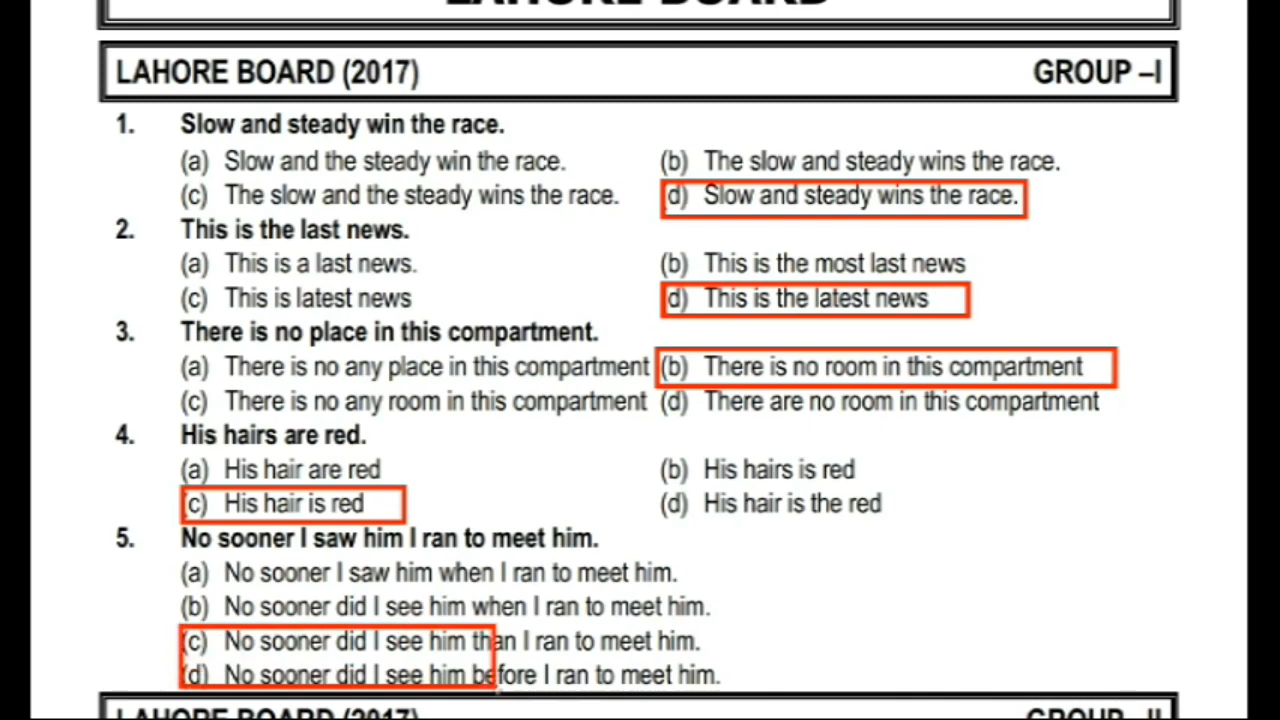 LAHORE BOARD
LAHORE BOARD (2017) GROUP –I
1. Slow and steady win the race.
(a) Slow and the steady win the race. (b) The slow and steady wins the race.
(c) The slow and the steady wins the race. (d) Slow and steady wins the race.
2. This is the last news.
(a) This is a last news. (b) This is the most last news
(c) This is latest news (d) This is the latest news
3. There is no place in this compartment.
(a) There is no any place in this compartment (b) There is no room in this compartment
(c) There is no any room in this compartment (d) There are no room in this compartment
4. His hairs are red.
(a) His hair are red (b) His hairs is red
(c) His hair is red (d) His hair is the red
5. No sooner I saw him I ran to meet him.
(a) No sooner I saw him when I ran to meet him.
(b) No sooner did I see him when I ran to meet him.
(c) No sooner did I see him than I ran to meet him.
(d) No sooner did I see him before I ran to meet him.
LAHORE BOARD (2017) GROUP –II